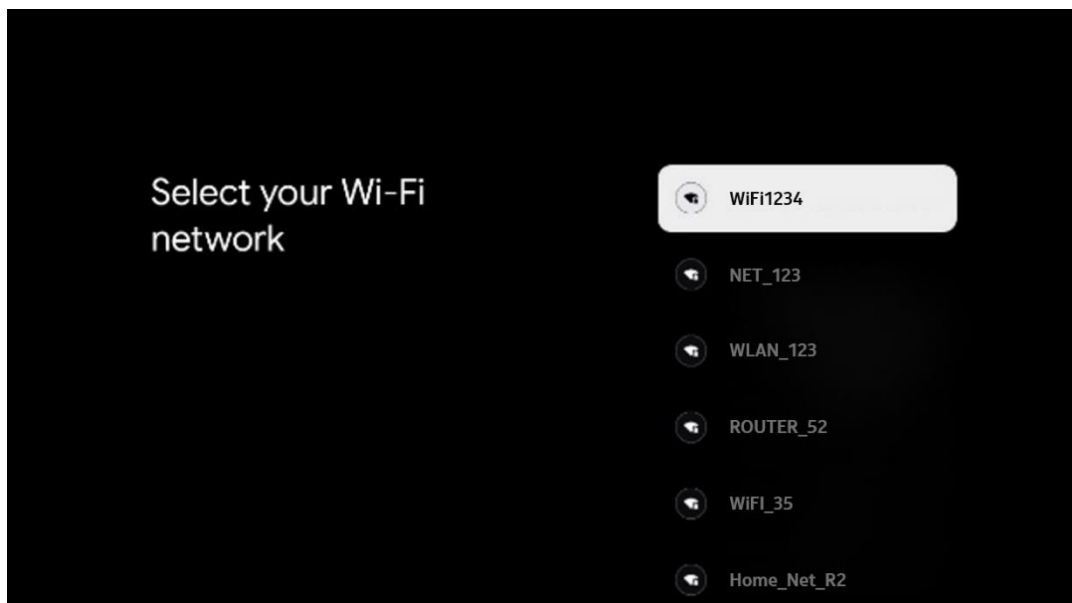 Select your Wi-Fi
network
WiFi1234
NET_123
WLAN_123
ROUTER_52
WiFI_35
Home_Net_R2